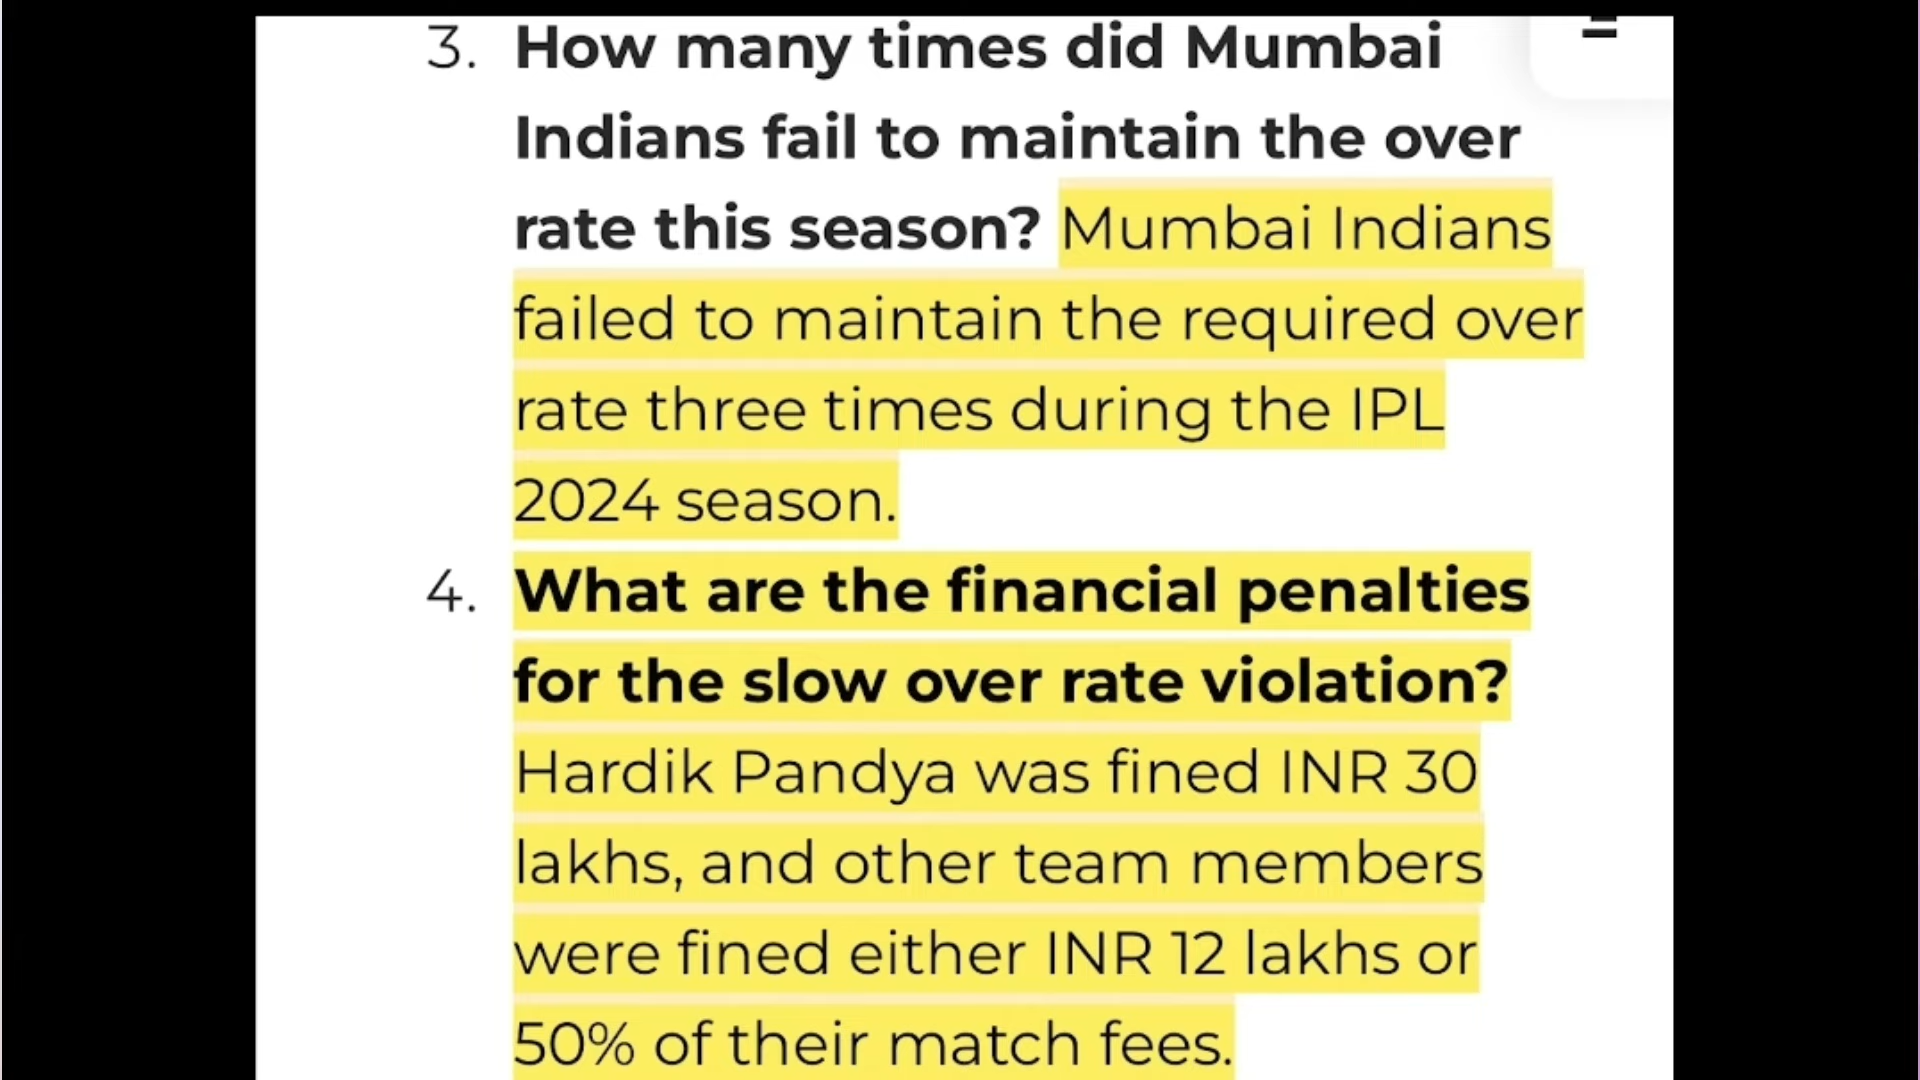 3. How many times did Mumbai
Indians fail to maintain the over
rate this season? Mumbai Indians
failed to maintain the required over
rate three times during the IPL
2024 season.
4. What are the financial penalties
for the slow over rate violation?
Hardik Pandya was fined INR 30
lakhs, and other team members
were fined either INR 12 lakhs or
50% of their match fees.